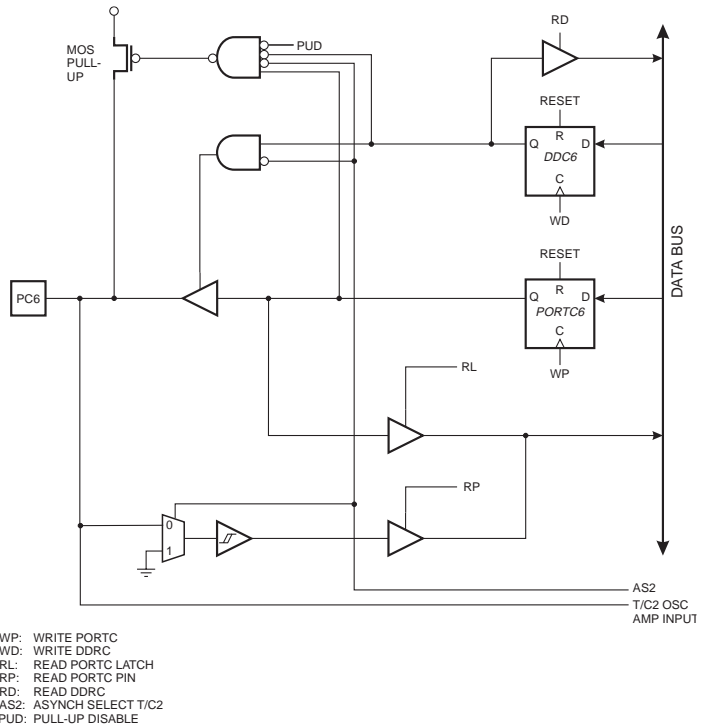 RD
MOS
PULL-
UP
PUD
RESET
R
Q
D
DDC6
C
WD
DATA BUS
RESET
R
Q
D
PORTC6
C
WP
PC6
RL
RP
0
1
AS2
T/C2 OSC
AMP INPUT
WP: WRITE PORTC
WD: WRITE DDRC
RL: READ PORTC LATCH
RP: READ PORTC PIN
RD: READ DDRC
AS2: ASYNCH SELECT T/C2
PUD: PULL-UP DISABLE